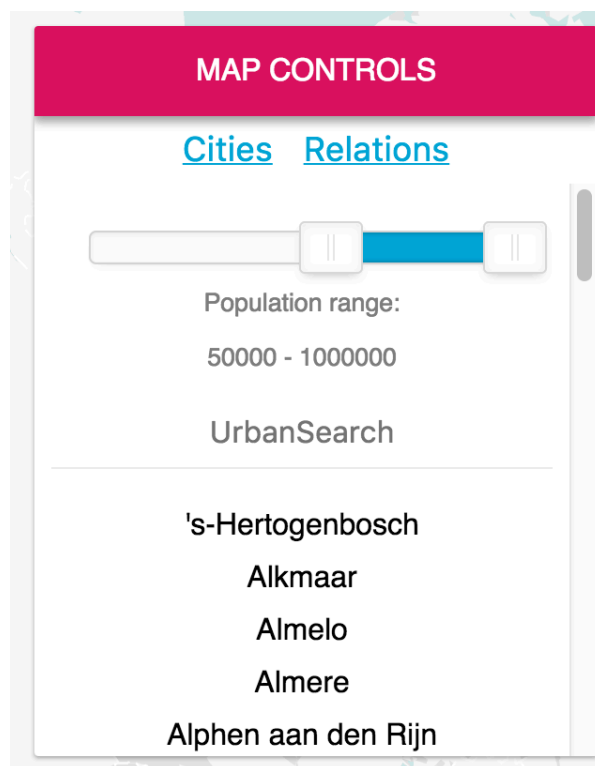 MAP CONTROLS
Cities Relations
Population range:
50000 - 1000000
UrbanSearch
's-Hertogenbosch
Alkmaar
Almelo
Almere
Alphen aan den Rijn